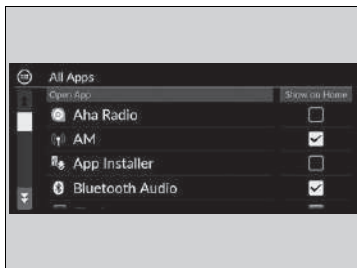 All Apps
Open App Show on Home
Aha Radio
AM
App Installer
Bluetooth Audio